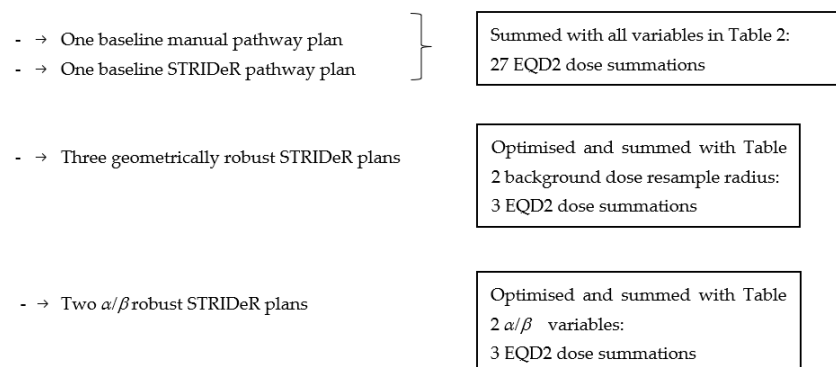 - → One baseline manual pathway plan
- → One baseline STRIDeR pathway plan
Summed with all variables in Table 2:
27 EQD2 dose summations
- → Three geometrically robust STRIDeR plans
Optimised and summed with Table
2 background dose resample radius:
3 EQD2 dose summations
- → Two α/β robust STRIDeR plans
Optimised and summed with Table
2 α/β variables:
3 EQD2 dose summations